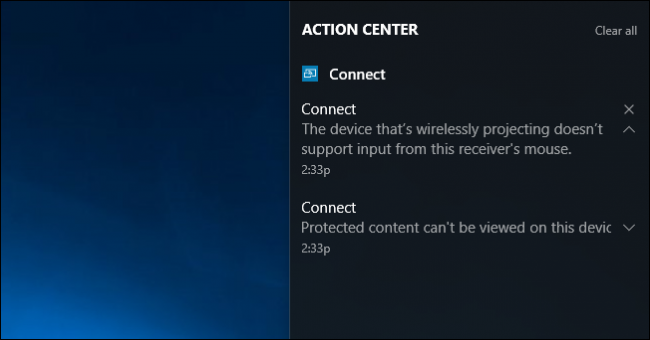 ACTION CENTER Clear all
Connect
Connect
The device that's wirelessly projecting doesn't
support input from this receiver's mouse.
2:33p
Connect
Protected content can't be viewed on this devic
2:33p